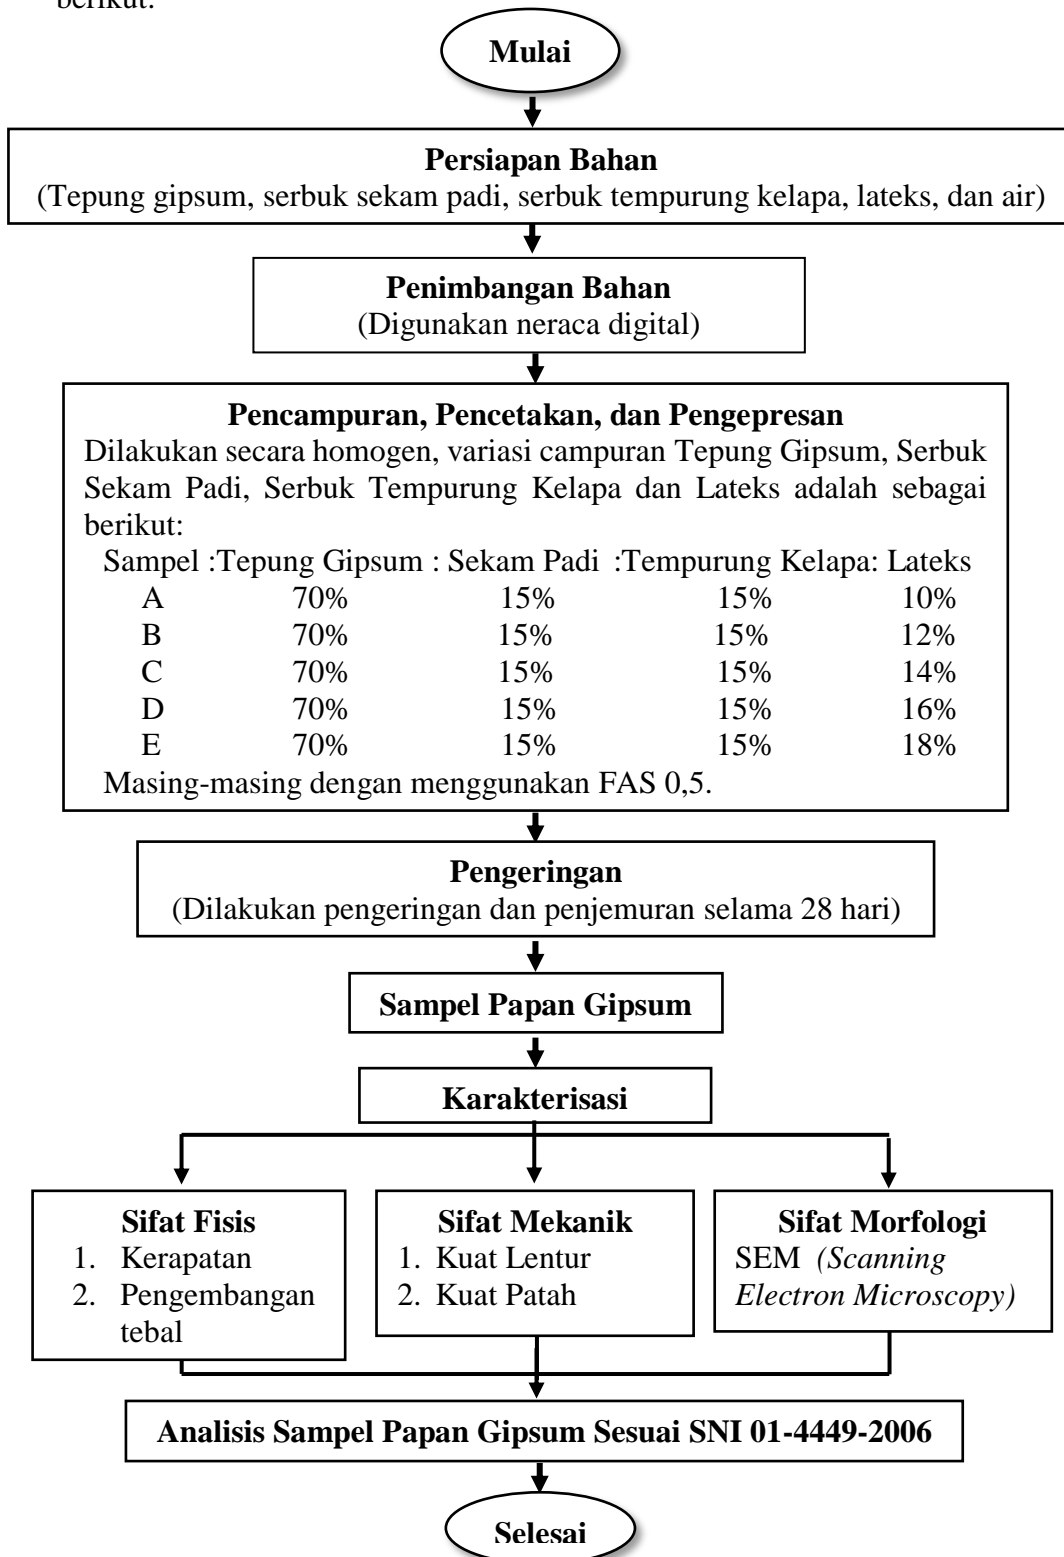 berikut:
Mulai
Persiapan Bahan
(Tepung gipsum, serbuk sekam padi, serbuk tempurung kelapa, lateks, dan air)
Penimbangan Bahan
(Digunakan neraca digital)
Pencampuran, Pencetakan, dan Pengepresan
Dilakukan secara homogen, variasi campuran Tepung Gipsum, Serbuk
Sekam Padi, Serbuk Tempurung Kelapa dan Lateks adalah sebagai
berikut:
Sampel :Tepung Gipsum : Sekam Padi :Tempurung Kelapa: Lateks
A 70% 15% 15% 10%
B 70% 15% 15% 12%
C 70% 15% 15% 14%
D 70% 15% 15% 16%
E 70% 15% 15% 18%
Masing-masing dengan menggunakan FAS 0,5.
Pengeringan
(Dilakukan pengeringan dan penjemuran selama 28 hari)
Sampel Papan Gipsum
Karakterisasi
Sifat Fisis
1. Kerapatan
2. Pengembangan
tebal
Sifat Mekanik
1. Kuat Lentur
2. Kuat Patah
Sifat Morfologi
SEM (Scanning
Electron Microscopy)
Analisis Sampel Papan Gipsum Sesuai SNI 01-4449-2006
Selesai